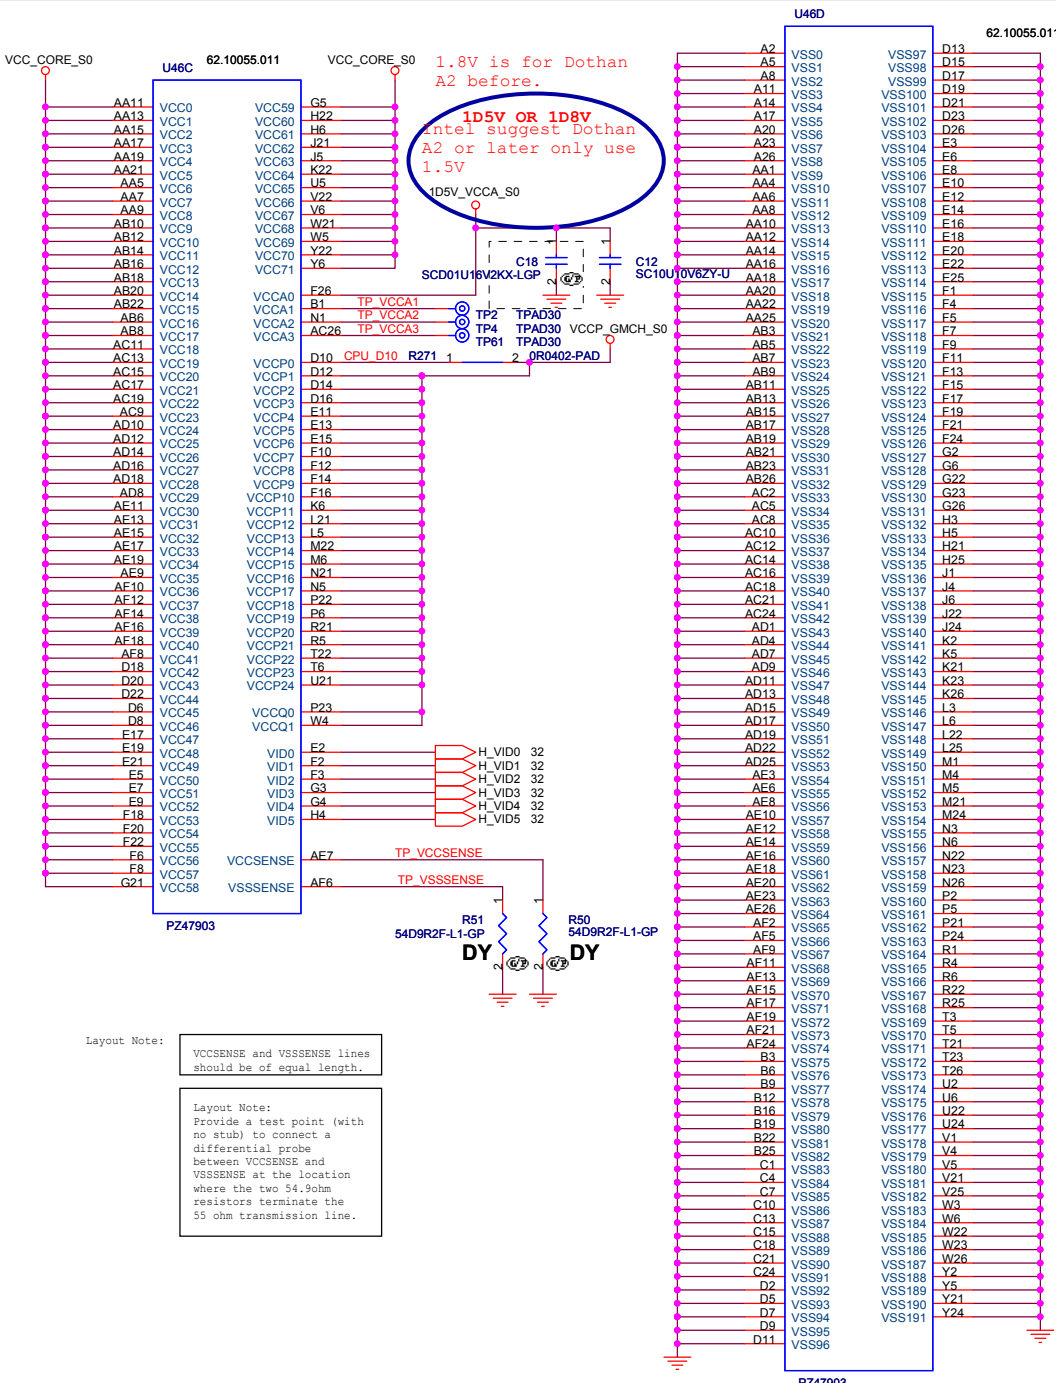 VCC_CORE_S0
U46C
62.10055.011
VCC_CORE_S0
AA11 VCC0
AA13 VCC1
AA15 VCC2
AA17 VCC3
AA19 VCC4
AA21 VCC5
AA5 VCC6
AA7 VCC7
AA9 VCC8
AB10 VCC9
AB12 VCC10
AB14 VCC11
AB16 VCC12
AB18 VCC13
AB20 VCC14
AB22 VCC15
AB6 VCC16
AB8 VCC17
AC11 VCC18
AC13 VCC19
AC15 VCC20
AC17 VCC21
AC19 VCC22
AC9 VCC23
AD10 VCC24
AD12 VCC25
AD14 VCC26
AD16 VCC27
AD18 VCC28
AD8 VCC29
AE11 VCC30
AE13 VCC31
AE15 VCC32
AE17 VCC33
AE19 VCC34
AE9 VCC35
AF10 VCC36
AF12 VCC37
AF14 VCC38
AF16 VCC39
AF18 VCC40
AF8 VCC41
D18 VCC42
D20 VCC43
D22 VCC44
D6 VCC45
D8 VCC46
E17 VCC47
E19 VCC48
E21 VCC49
E5 VCC50
E7 VCC51
E9 VCC52
F18 VCC53
F20 VCC54
F22 VCC55
F6 VCC56
F8 VCC57
G21 VCC58
VCC59 G5
VCC60 H22
VCC61 H6
VCC62 J21
VCC63 J5
VCC64 K22
VCC65 U5
VCC66 V22
VCC67 V6
VCC68 W21
VCC69 W5
VCC70 Y22
VCC71 Y6
VCCA0 F26
VCCA1 B1 TP_VCCA1
VCCA2 N1 TP_VCCA2
VCCA3 AC26 TP_VCCA3
VCCP0 D10 CPU_D10 R271 1 2 0R0402-PAD
VCCP1 D12
VCCP2 D14
VCCP3 D16
VCCP4 E11
VCCP5 E13
VCCP6 E15
VCCP7 F10
VCCP8 F12
VCCP9 F14
VCCP10 F16
VCCP11 K6
VCCP12 L21
VCCP13 L5
VCCP14 M22
VCCP15 M6
VCCP16 N21
VCCP17 N5
VCCP18 P22
VCCP19 P6
VCCP20 R21
VCCP21 R5
VCCP22 T22
VCCP23 T6
VCCP24 U21
VCCQ0 P23
VCCQ1 W4
VID0 E2 H_VID0 32
VID1 F2 H_VID1 32
VID2 F3 H_VID2 32
VID3 G3 H_VID3 32
VID4 G4 H_VID4 32
VID5 H4 H_VID5 32
VCCSENSE AE7 TP_VCCSENSE
VSSSENSE AF6 TP_VSSSENSE
PZ47903
1.8V is for Dothan
A2 before.
1D5V OR 1D8V
Intel suggest Dothan
A2 or later only use
1.5V
1D5V_VCCA_S0
1
C18
SCD01U16V2KX-LGP
2
G/P
1
C12
SC10U10V6ZY-U
2
TP2 TPAD30
TP4 TPAD30
TP61 TPAD30
VCCP_GMCH_S0
1
R51
54D9R2F-L1-GP
DY
2
G/P
1
R50
54D9R2F-L1-GP
DY
2
G/P
Layout Note:
VCCSENSE and VSSSENSE lines
should be of equal length.
Layout Note:
Provide a test point (with
no stub) to connect a
differential probe
between VCCSENSE and
VSSSENSE at the location
where the two 54.9ohm
resistors terminate the
55 ohm transmission line.
U46D
62.10055.011
A2 VSS0
A5 VSS1
A8 VSS2
A11 VSS3
A14 VSS4
A17 VSS5
A20 VSS6
A23 VSS7
A26 VSS8
AA1 VSS9
AA4 VSS10
AA6 VSS11
AA8 VSS12
AA10 VSS13
AA12 VSS14
AA14 VSS15
AA16 VSS16
AA18 VSS17
AA20 VSS18
AA22 VSS19
AA25 VSS20
AB3 VSS21
AB5 VSS22
AB7 VSS23
AB9 VSS24
AB11 VSS25
AB13 VSS26
AB15 VSS27
AB17 VSS28
AB19 VSS29
AB21 VSS30
AB23 VSS31
AB26 VSS32
AC2 VSS33
AC5 VSS34
AC8 VSS35
AC10 VSS36
AC12 VSS37
AC14 VSS38
AC16 VSS39
AC18 VSS40
AC21 VSS41
AC24 VSS42
AD1 VSS43
AD4 VSS44
AD7 VSS45
AD9 VSS46
AD11 VSS47
AD13 VSS48
AD15 VSS49
AD17 VSS50
AD19 VSS51
AD22 VSS52
AD25 VSS53
AE3 VSS54
AE6 VSS55
AE8 VSS56
AE10 VSS57
AE12 VSS58
AE14 VSS59
AE16 VSS60
AE18 VSS61
AE20 VSS62
AE23 VSS63
AE26 VSS64
AF2 VSS65
AF5 VSS66
AF9 VSS67
AF11 VSS68
AF13 VSS69
AF15 VSS70
AF17 VSS71
AF19 VSS72
AF21 VSS73
AF24 VSS74
B3 VSS75
B6 VSS76
B9 VSS77
B12 VSS78
B16 VSS79
B19 VSS80
B22 VSS81
B25 VSS82
C1 VSS83
C4 VSS84
C7 VSS85
C10 VSS86
C13 VSS87
C15 VSS88
C18 VSS89
C21 VSS90
C24 VSS91
D2 VSS92
D5 VSS93
D7 VSS94
D9 VSS95
D11 VSS96
VSS97 D13
VSS98 D15
VSS99 D17
VSS100 D19
VSS101 D21
VSS102 D23
VSS103 D26
VSS104 E3
VSS105 E6
VSS106 E8
VSS107 E10
VSS108 E12
VSS109 E14
VSS110 E16
VSS111 E18
VSS112 E20
VSS113 E22
VSS114 E25
VSS115 F1
VSS116 F4
VSS117 F5
VSS118 F7
VSS119 F9
VSS120 F11
VSS121 F13
VSS122 F15
VSS123 F17
VSS124 F19
VSS125 F21
VSS126 F24
VSS127 G2
VSS128 G6
VSS129 G22
VSS130 G23
VSS131 G26
VSS132 H3
VSS133 H5
VSS134 H21
VSS135 H25
VSS136 J1
VSS137 J4
VSS138 J6
VSS139 J22
VSS140 J24
VSS141 K2
VSS142 K5
VSS143 K21
VSS144 K23
VSS145 K26
VSS146 L3
VSS147 L6
VSS148 L22
VSS149 L25
VSS150 M1
VSS151 M4
VSS152 M5
VSS153 M21
VSS154 M24
VSS155 N3
VSS156 N6
VSS157 N22
VSS158 N23
VSS159 N26
VSS160 P2
VSS161 P5
VSS162 P21
VSS163 P24
VSS164 R1
VSS165 R4
VSS166 R6
VSS167 R22
VSS168 R25
VSS169 T3
VSS170 T5
VSS171 T21
VSS172 T23
VSS173 T26
VSS174 U2
VSS175 U6
VSS176 U22
VSS177 U24
VSS178 V1
VSS179 V4
VSS180 V5
VSS181 V21
VSS182 V25
VSS183 W3
VSS184 W6
VSS185 W22
VSS186 W23
VSS187 W26
VSS188 Y2
VSS189 Y5
VSS190 Y21
VSS191 Y24
PZ47903